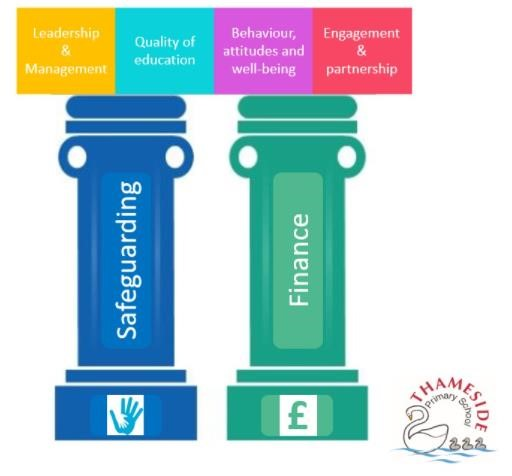 Leadership
&
Management
Quality of
education
Behaviour,
attitudes and
well-being
Engagement
&
partnership
Safeguarding
Finance
£
THAMESIDE
Primary School